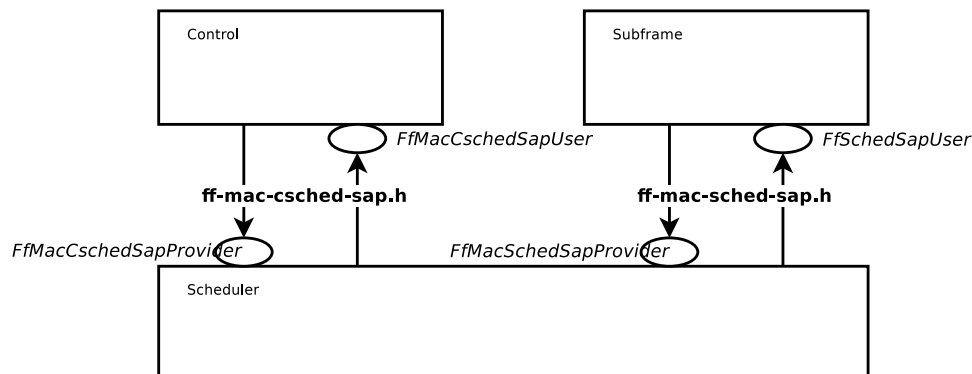 Control
Subframe
FfMacCschedSapUser
FfSchedSapUser
ff-mac-csched-sap.h
ff-mac-sched-sap.h
FfMacCschedSapProvider
FfMacSchedSapProvider
Scheduler